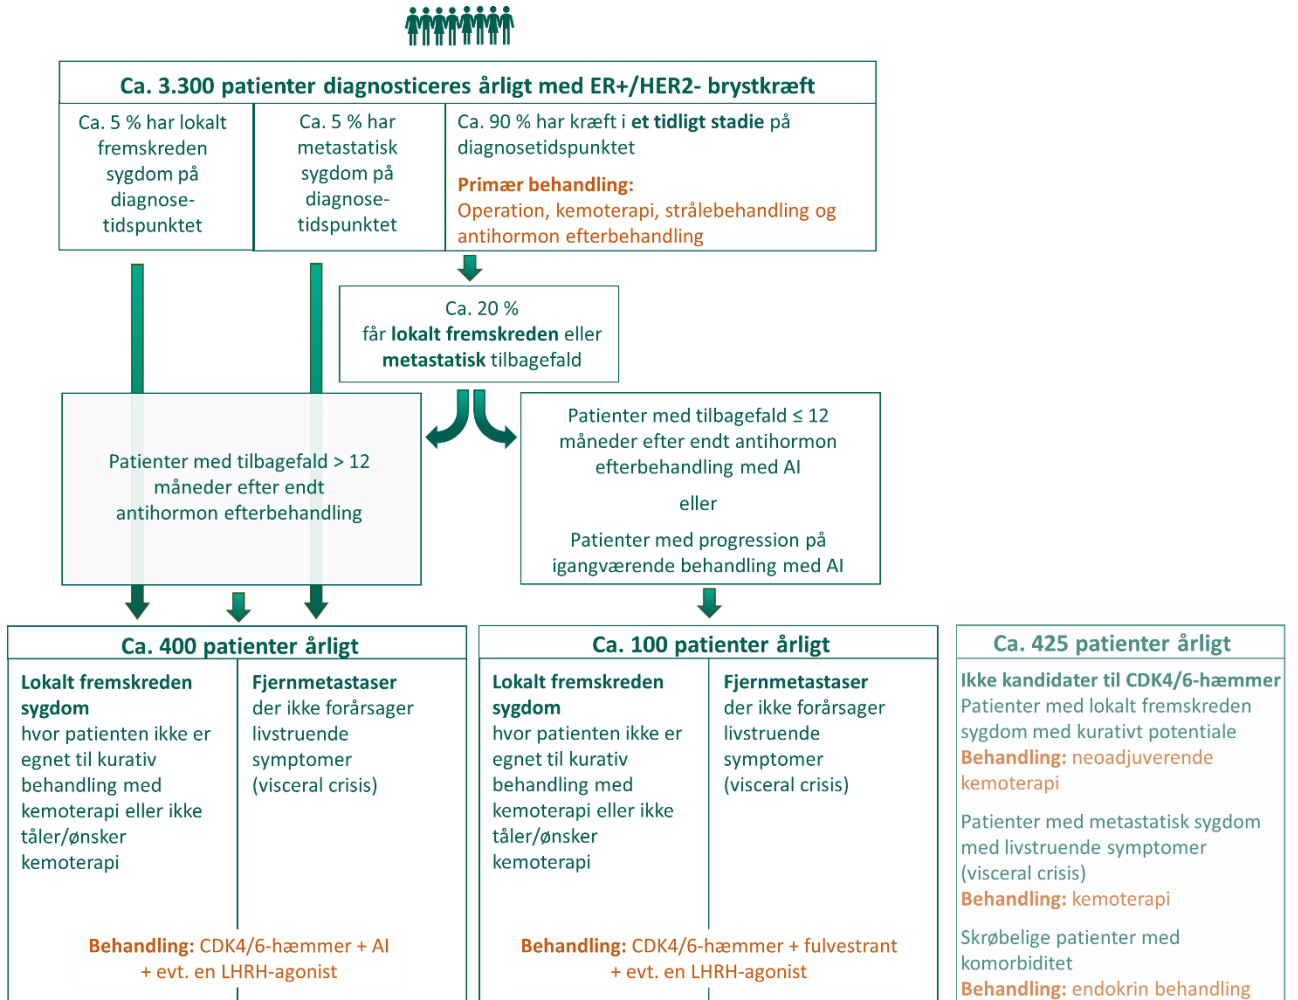 Ca. 3.300 patienter diagnosticeres årligt med ER+/HER2- brystkræft
Ca. 5 % har lokalt
fremskreden
sygdom på
diagnose-
tidspunktet
Ca. 5 % har
metastatisk
sygdom på
diagnose-
tidspunktet
Ca. 90 % har kræft i et tidligt stadie på
diagnosetidspunktet
Primær behandling:
Operation, kemoterapi, strålebehandling og
antihormon efterbehandling
Ca. 20 %
får lokalt fremskreden eller
metastatisk tilbagefald
Patienter med tilbagefald > 12
måneder efter endt
antihormon efterbehandling
Patienter med tilbagefald ≤ 12
måneder efter endt antihormon
efterbehandling med AI
eller
Patienter med progression på
igangværende behandling med AI
Ca. 400 patienter årligt
Lokalt fremskreden
sygdom
hvor patienten ikke er
egnet til kurativ
behandling med
kemoterapi eller ikke
tåler/ønsker
kemoterapi
Fjernmetastaser
der ikke forårsager
livstruende
symptomer
(visceral crisis)
Behandling: CDK4/6-hæmmer + AI
+ evt. en LHRH-agonist
Ca. 100 patienter årligt
Lokalt fremskreden
sygdom
hvor patienten ikke er
egnet til kurativ
behandling med
kemoterapi eller ikke
tåler/ønsker
kemoterapi
Fjernmetastaser
der ikke forårsager
livstruende
symptomer
(visceral crisis)
Behandling: CDK4/6-hæmmer + fulvestrant
+ evt. en LHRH-agonist
Ca. 425 patienter årligt
Ikke kandidater til CDK4/6-hæmmer
Patienter med lokalt fremskreden
sygdom med kurativt potentiale
Behandling: neoadjuverende
kemoterapi
Patienter med metastatisk sygdom
med livstruende symptomer
(visceral crisis)
Behandling: kemoterapi
Skrøbelige patienter med
komorbiditet
Behandling: endokrin behandling